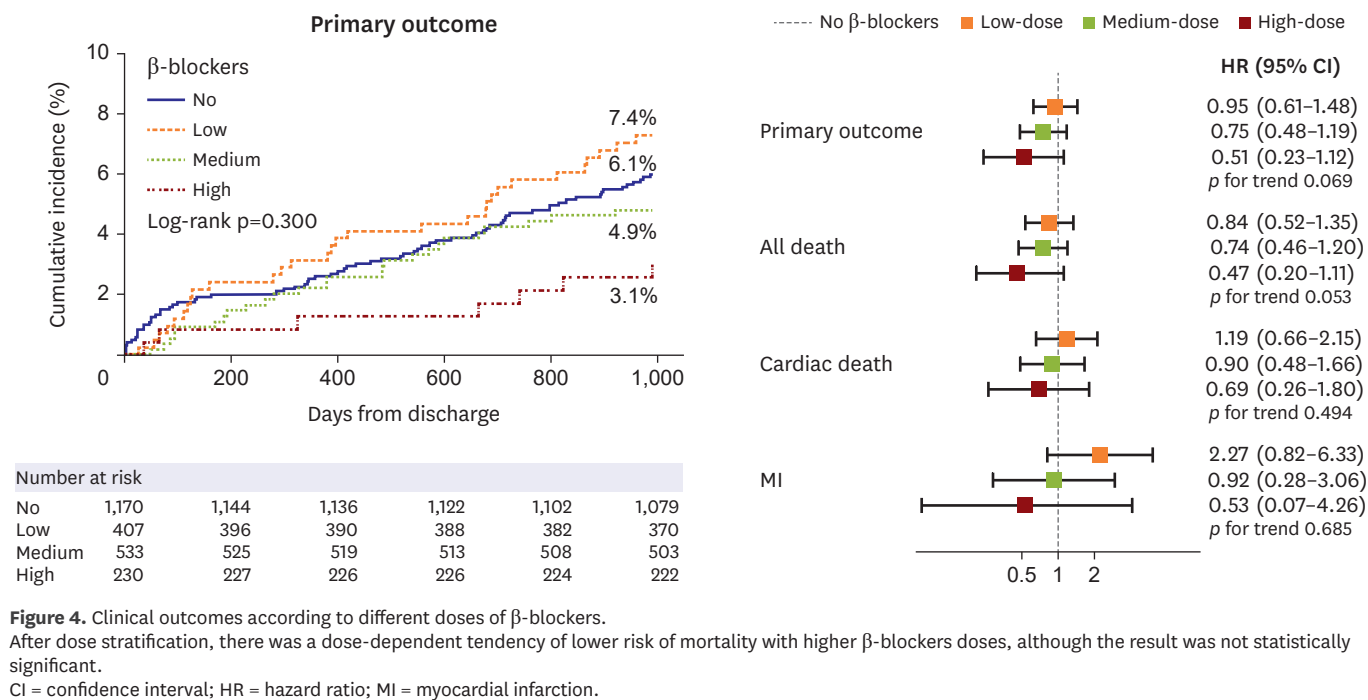 Primary outcome
10
8
6
4
2
0
Cumulative incidence (%)
β-blockers
No
Low
Medium
High
Log-rank p=0.300
7.4%
6.1%
4.9%
3.1%
200
400
600
800
1,000
Days from discharge
Number at risk
No 1,170 1,144 1,136 1,122 1,102 1,079
Low 407 396 390 388 382 370
Medium 533 525 519 513 508 503
High 230 227 226 226 224 222
No β-blockers Low-dose Medium-dose High-dose
HR (95% CI)
Primary outcome
0.95 (0.61–1.48)
0.75 (0.48–1.19)
0.51 (0.23–1.12)
p for trend 0.069
All death
0.84 (0.52–1.35)
0.74 (0.46–1.20)
0.47 (0.20–1.11)
p for trend 0.053
Cardiac death
1.19 (0.66–2.15)
0.90 (0.48–1.66)
0.69 (0.26–1.80)
p for trend 0.494
MI
2.27 (0.82–6.33)
0.92 (0.28–3.06)
0.53 (0.07–4.26)
p for trend 0.685
0.5 1 2
Figure 4. Clinical outcomes according to different doses of β-blockers.
After dose stratification, there was a dose-dependent tendency of lower risk of mortality with higher β-blockers doses, although the result was not statistically
significant.
CI = confidence interval; HR = hazard ratio; MI = myocardial infarction.